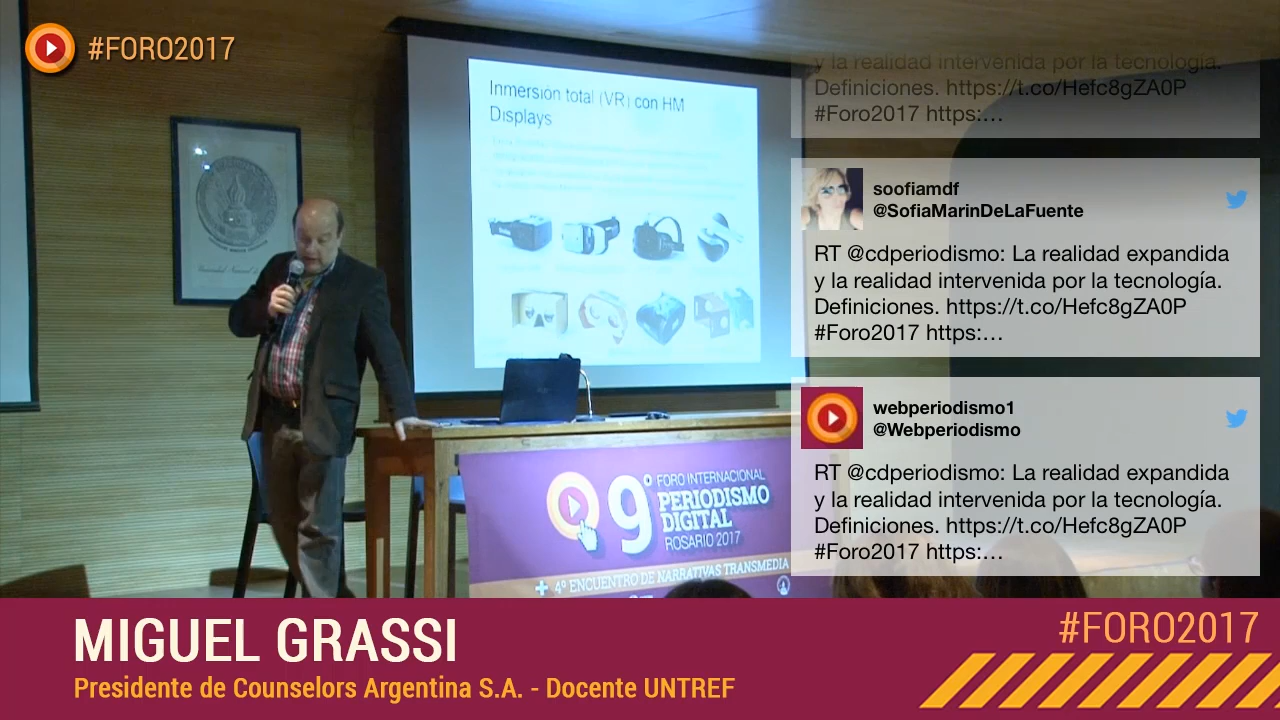 #FORO2017
Inmersión total (VR) con HM
Displays
y la realidad intervenida por la tecnología.
Definiciones. https://t.co/Hefc8gZA0P
#Foro2017 https:…
soofiamdf
@SofiaMarinDeLaFuente
RT @cdperiodismo: La realidad expandida
y la realidad intervenida por la tecnología.
Definiciones. https://t.co/Hefc8gZA0P
#Foro2017 https:…
webperiodismo1
@Webperiodismo
RT @cdperiodismo: La realidad expandida
y la realidad intervenida por la tecnología.
Definiciones. https://t.co/Hefc8gZA0P
#Foro2017 https:…
9° FORO INTERNACIONAL
PERIODISMO
DIGITAL
ROSARIO 2017
+ 4º ENCUENTRO DE NARRATIVAS TRANSMEDIA
MIGUEL GRASSI
Presidente de Counselors Argentina S.A. - Docente UNTREF
#FORO2017